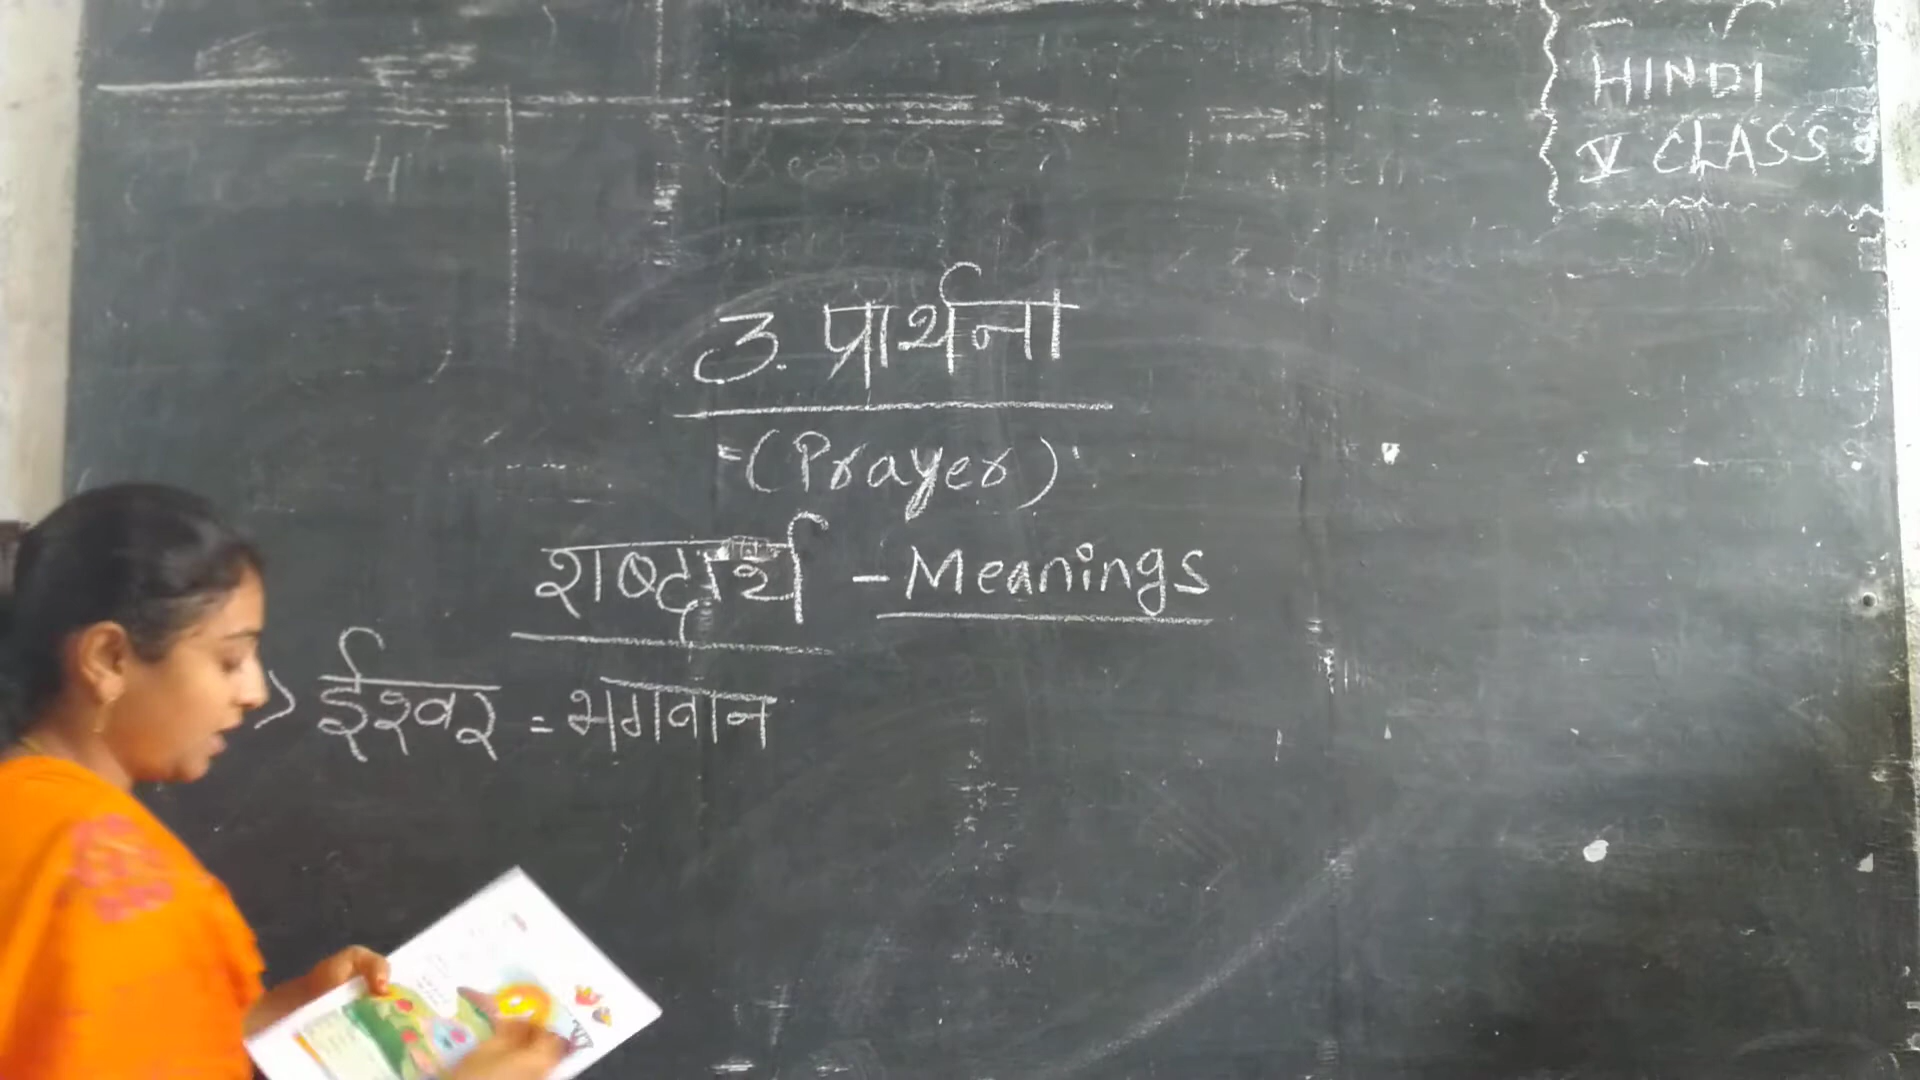 HINDI
V CLASS
3. प्रार्थना
(Prayer)
शब्दार्थ - Meanings
ईश्वर = भगवान